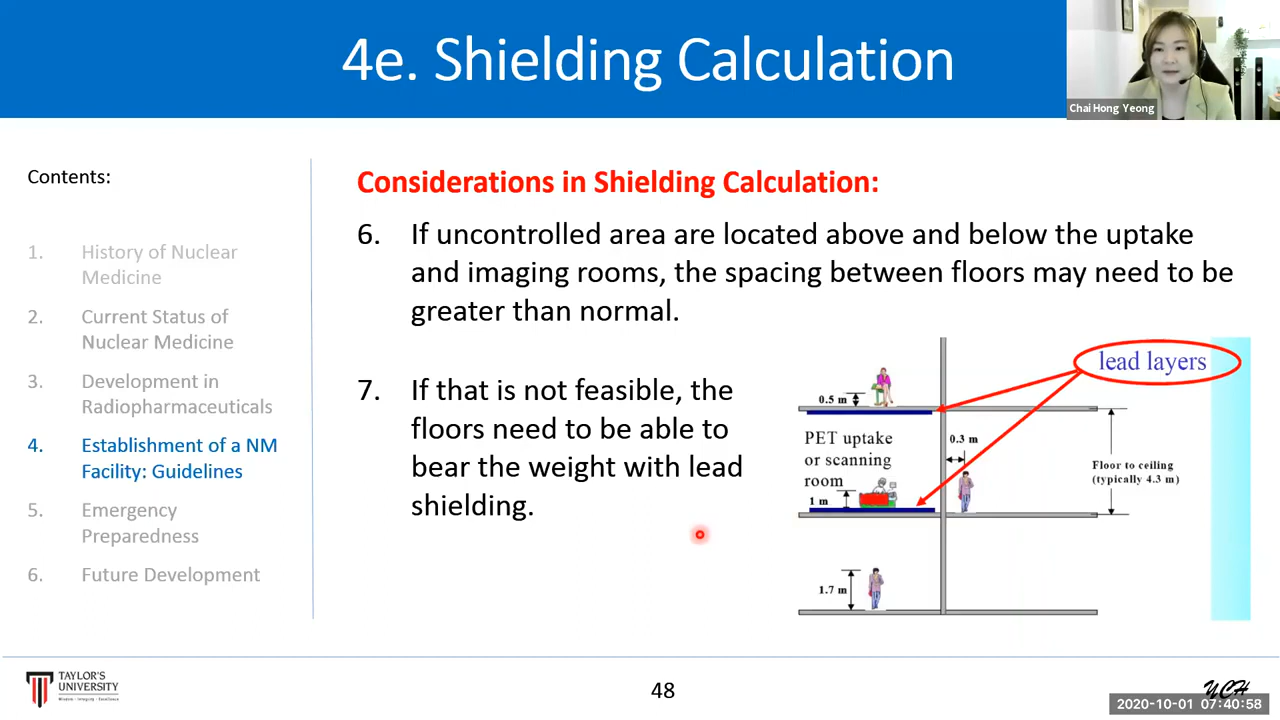 4e. Shielding Calculation
Chai Hong Yeong
Contents:
1. History of Nuclear
Medicine
2. Current Status of
Nuclear Medicine
3. Development in
Radiopharmaceuticals
4. Establishment of a NM
Facility: Guidelines
5. Emergency
Preparedness
6. Future Development
Considerations in Shielding Calculation:
6. If uncontrolled area are located above and below the uptake
and imaging rooms, the spacing between floors may need to be
greater than normal.
7. If that is not feasible, the
floors need to be able to
bear the weight with lead
shielding.
lead layers
0.5 m
PET uptake
or scanning
room
0.3 m
1 m
Floor to ceiling
(typically 4.3 m)
1.7 m
TAYLOR'S
UNIVERSITY
Wisdom · Integrity · Excellence
48
YCH
2020-10-01 07:40:58